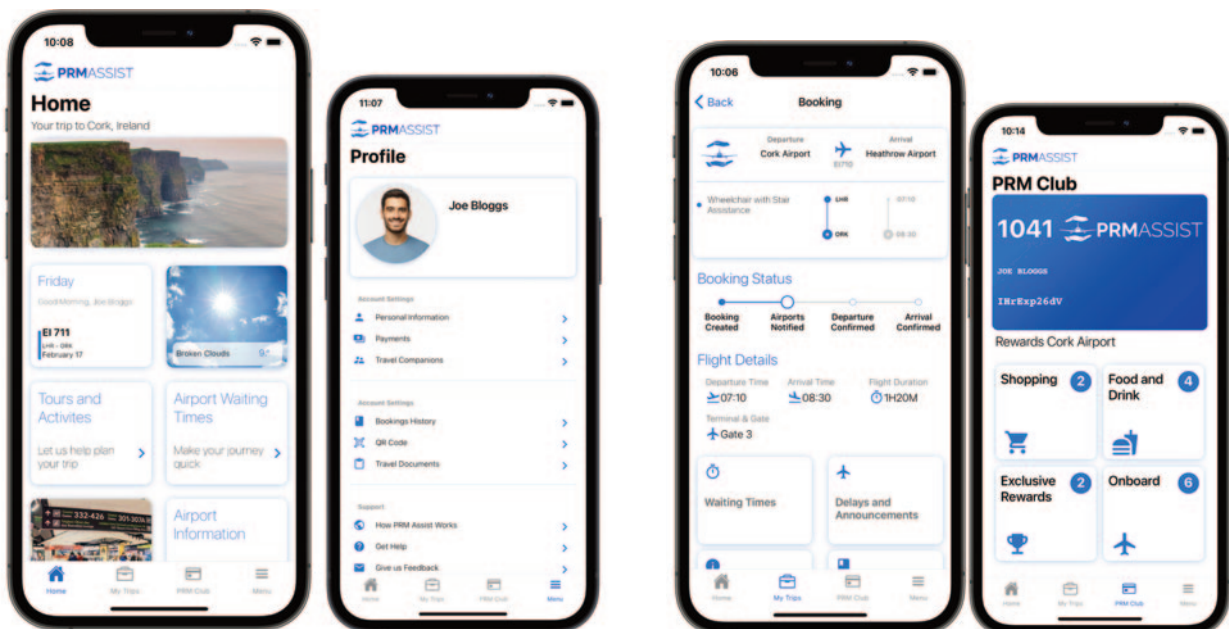 10:08
PRMASSIST
Home
Your trip to Cork, Ireland
Friday
Good Morning, Joe Bloggs
EI 711
LHR - ORK
February 17
Broken Clouds 9.°
Tours and
Activites
Let us help plan
your trip
Airport Waiting
Times
Make your journey
quick
332-426
Airport
Information
Home
My Trips
PRM Club
Menu
11:07
PRMASSIST
Profile
Joe Bloggs
Account Settings
Personal Information
Payments
Travel Companions
Account Settings
Bookings History
QR Code
Travel Documents
Support
How PRM Assist Works
Get Help
Give us Feedback
Home
My Trips
PRM Club
Menu
10:06
Back
Booking
Departure
Cork Airport
EI710
Arrival
Heathrow Airport
Wheelchair with Stair
Assistance
LHR
07:10
ORK
08:30
Booking Status
Booking
Created
Airports
Notified
Departure
Confirmed
Arrival
Confirmed
Flight Details
Departure Time
07:10
Arrival Time
08:30
Flight Duration
1H20M
Terminal & Gate
Gate 3
Waiting Times
Delays and
Announcements
Home
My Trips
PRM Club
Menu
10:14
PRMASSIST
PRM Club
1041 PRMASSIST
JOE BLOGGS
IHrExp26dV
Rewards Cork Airport
Shopping 2
Food and
Drink
4
Exclusive
Rewards
2
Onboard 6
Home
My Trips
PRM Club
Menu